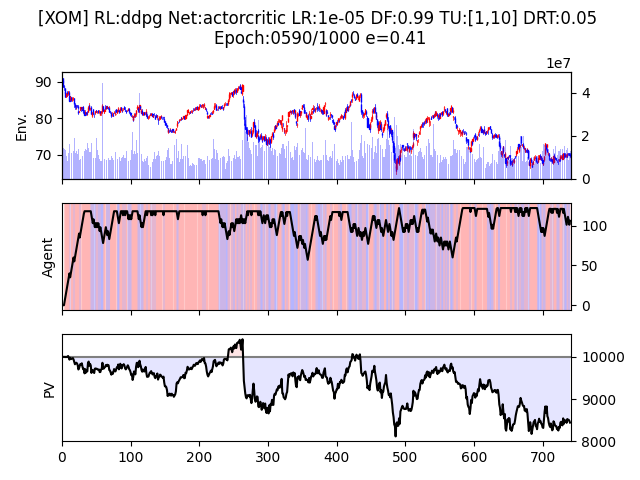 [XOM] RL:ddpg Net:actorcritic LR:1e-05 DF:0.99 TU:[1,10] DRT:0.05
Epoch:0590/1000 e=0.41
1e7
90
80
70
Env.
4
2
0
Agent
100
50
0
PV
10000
9000
8000
0 100 200 300 400 500 600 700